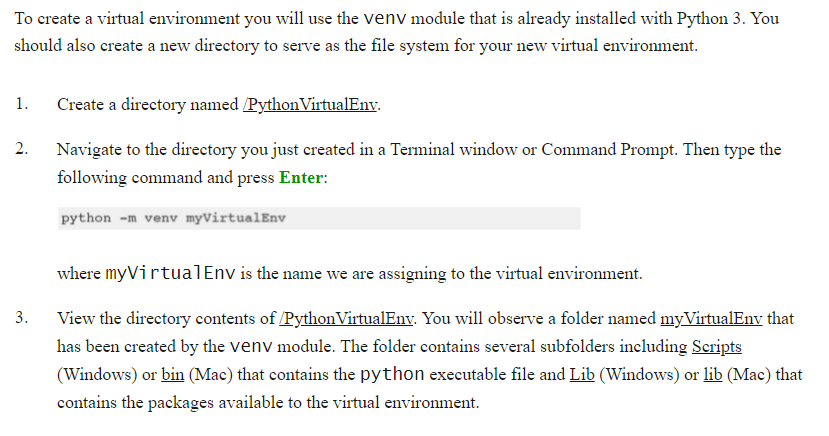 To create a virtual environment you will use the venv module that is already installed with Python 3. You
should also create a new directory to serve as the file system for your new virtual environment.
1. Create a directory named /PythonVirtualEnv.
2. Navigate to the directory you just created in a Terminal window or Command Prompt. Then type the
following command and press Enter:
python -m venv myVirtualEnv
where myVirtualEnv is the name we are assigning to the virtual environment.
3. View the directory contents of /PythonVirtualEnv. You will observe a folder named myVirtualEnv that
has been created by the venv module. The folder contains several subfolders including Scripts
(Windows) or bin (Mac) that contains the python executable file and Lib (Windows) or lib (Mac) that
contains the packages available to the virtual environment.